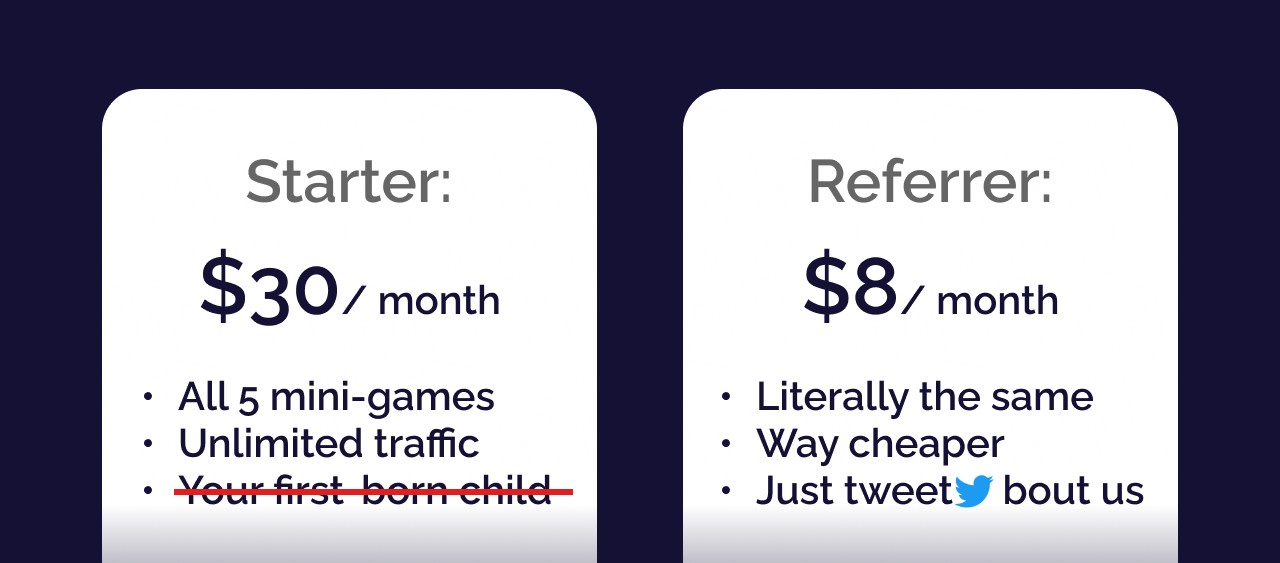 Starter:
$30/ month
• All 5 mini-games
• Unlimited traffic
• Your first born child
Referrer:
$8/ month
• Literally the same
• Way cheaper
• Just tweet bout us